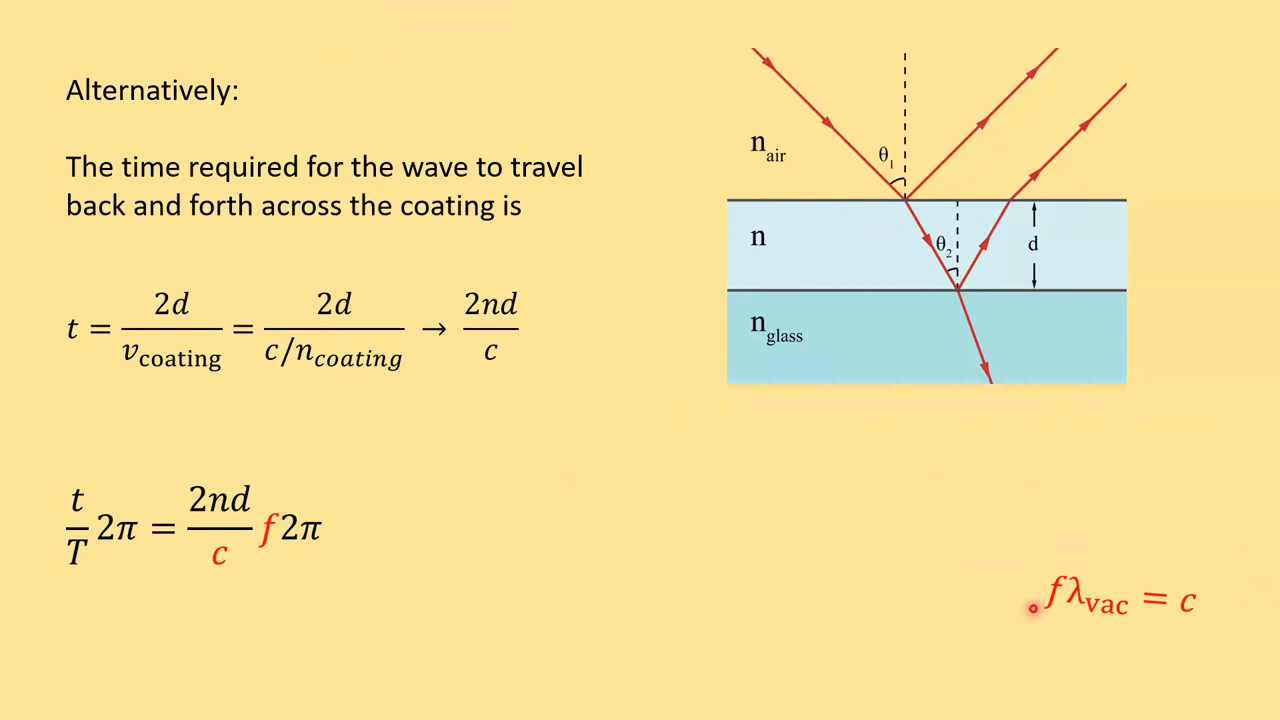 Alternatively:
The time required for the wave to travel
back and forth across the coating is
t = 2d / v_coating = 2d / (c/n_coating) → 2nd / c
t/T 2π = 2nd/c f2π
n_air
θ_1
n
θ_2
d
n_glass
fλ_vac = c